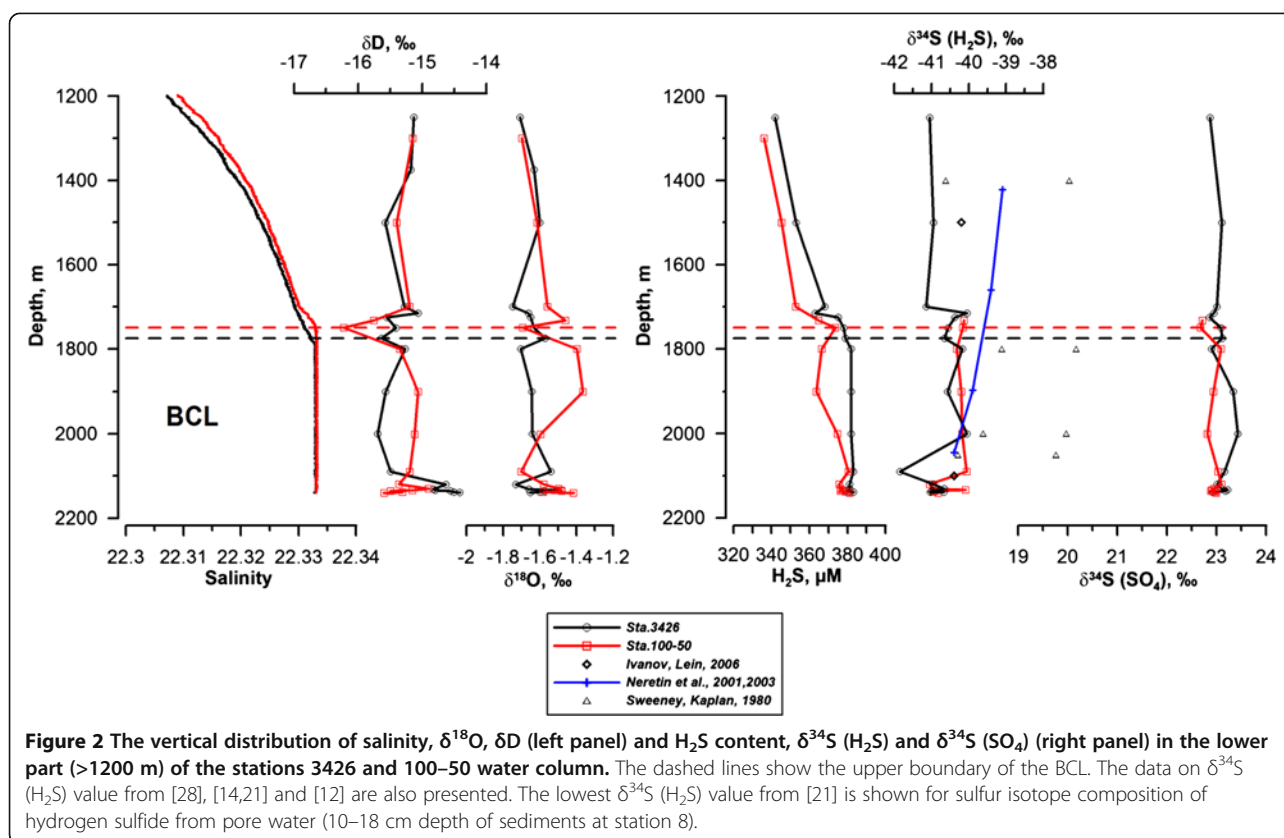 δD, ‰
-17 -16 -15 -14
δ³⁴S (H₂S), ‰
-42 -41 -40 -39 -38
1200
1400
1600
1800
2000
2200
Depth, m
BCL
22.3 22.31 22.32 22.33 22.34
Salinity
-2 -1.8 -1.6 -1.4 -1.2
δ¹⁸O, ‰
1200
1400
1600
1800
2000
2200
Depth, m
320 340 360 380 400
H₂S, µM
19 20 21 22 23 24
δ³⁴S (SO₄), ‰
Sta.3426
Sta.100-50
Ivanov, Lein, 2006
Neretin et al., 2001,2003
Sweeney, Kaplan, 1980
Figure 2 The vertical distribution of salinity, δ¹⁸O, δD (left panel) and H₂S content, δ³⁴S (H₂S) and δ³⁴S (SO₄) (right panel) in the lower
part (>1200 m) of the stations 3426 and 100–50 water column. The dashed lines show the upper boundary of the BCL. The data on δ³⁴S
(H₂S) value from [28], [14,21] and [12] are also presented. The lowest δ³⁴S (H₂S) value from [21] is shown for sulfur isotope composition of
hydrogen sulfide from pore water (10–18 cm depth of sediments at station 8).